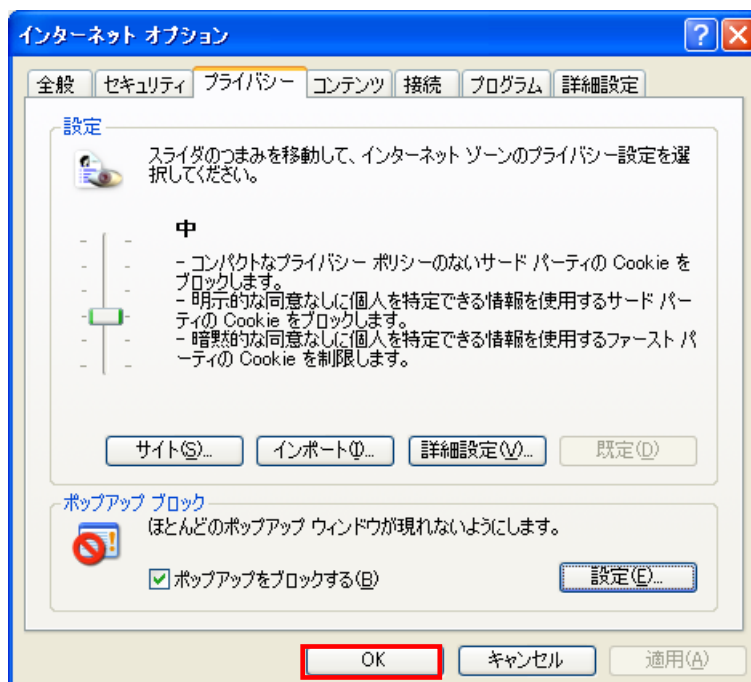 インターネット オプション
全般 セキュリティ プライバシー コンテンツ 接続 プログラム 詳細設定
設定
スライダのつまみを移動して、インターネット ゾーンのプライバシー設定を選
択してください。
中
- コンパクトなプライバシー ポリシーのないサード パーティの Cookie を
ブロックします。
- 明示的な同意なしに個人を特定できる情報を使用するサード パー
ティの Cookie をブロックします。
- 暗黙的な同意なしに個人を特定できる情報を使用するファースト パ
ーティの Cookie を制限します。
サイト(S)... インポート(I)... 詳細設定(V)... 既定(D)
ポップアップ ブロック
ほとんどのポップアップ ウィンドウが現れないようにします。
ポップアップをブロックする(B) 設定(E)...
OK キャンセル 適用(A)